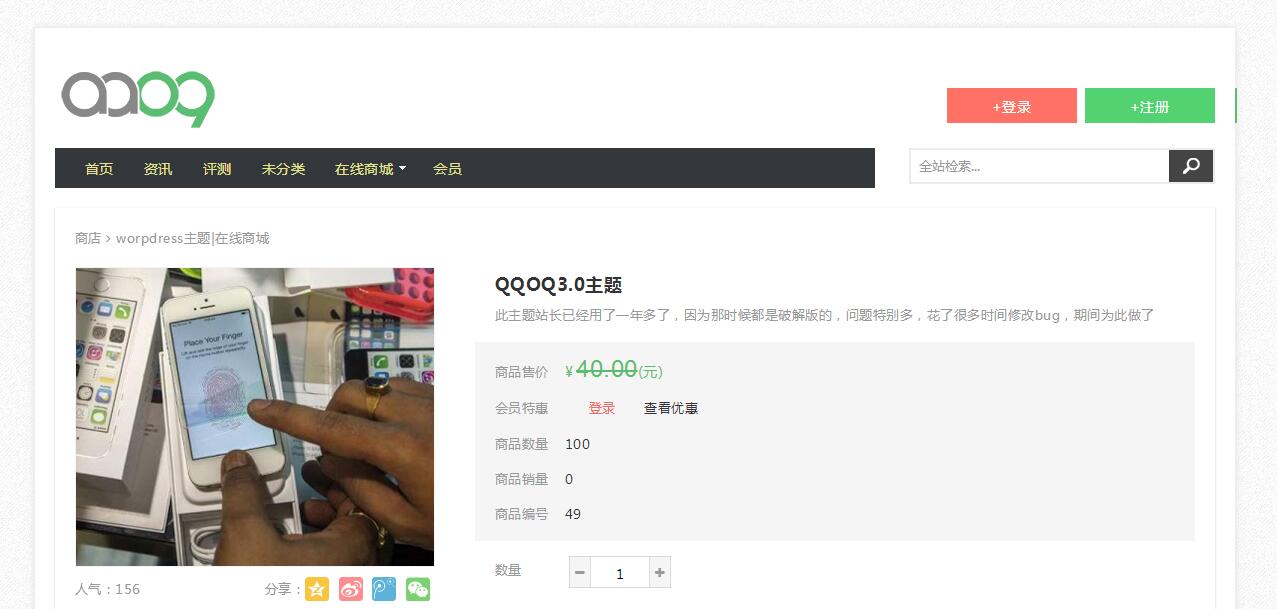 QQOQ
+登录
+注册
首页 资讯 评测 未分类 在线商城 会员
全站检索...
商店 > worpdress主题|在线商城
Place Your Finger
QQOQ3.0主题
此主题站长已经用了一年多了，因为那时候都是破解版的，问题特别多，花了很多时间修改bug，期间为此做了
商品售价 ¥ 40.00(元)
会员特惠 登录 查看优惠
商品数量 100
商品销量 0
商品编号 49
数量 − 1 +
人气：156
分享：